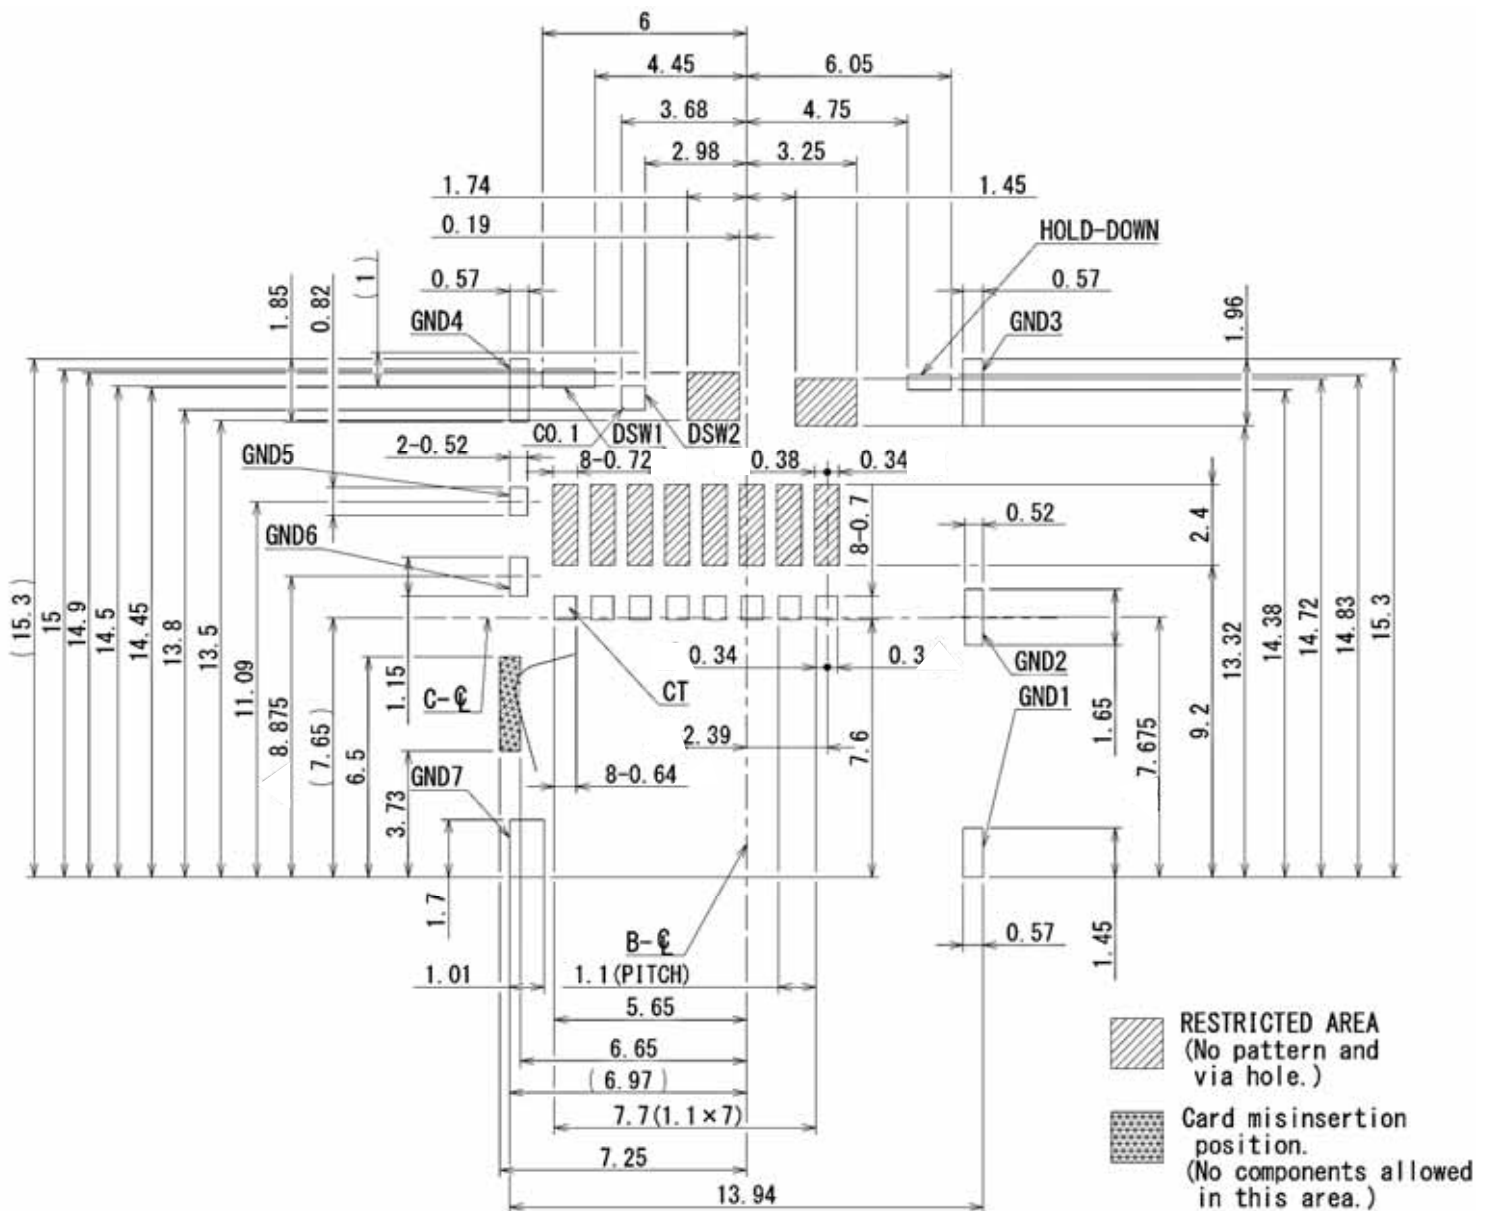 6
4.45
6.05
3.68
4.75
2.98
3.25
1.74
1.45
0.19
HOLD-DOWN
(1)
1.85
0.82
0.57
0.57
1.96
GND4
GND3
C0.1
DSW1
DSW2
2-0.52
8-0.72
0.38
0.34
GND5
8-0.7
2.4
0.52
GND6
(15.3)
15
14.9
14.5
14.45
13.8
13.5
11.09
8.875
(7.65)
6.5
1.15
3.73
0.34
0.3
GND2
CT
C-℄
GND1
2.39
7.6
1.65
9.2
7.675
13.32
14.38
14.72
14.83
15.3
8-0.64
GND7
1.7
B-℄
0.57
1.45
1.01
1.1(PITCH)
5.65
6.65
(6.97)
7.7(1.1×7)
7.25
13.94
RESTRICTED AREA
(No pattern and
via hole.)
Card misinsertion
position.
(No components allowed
in this area.)